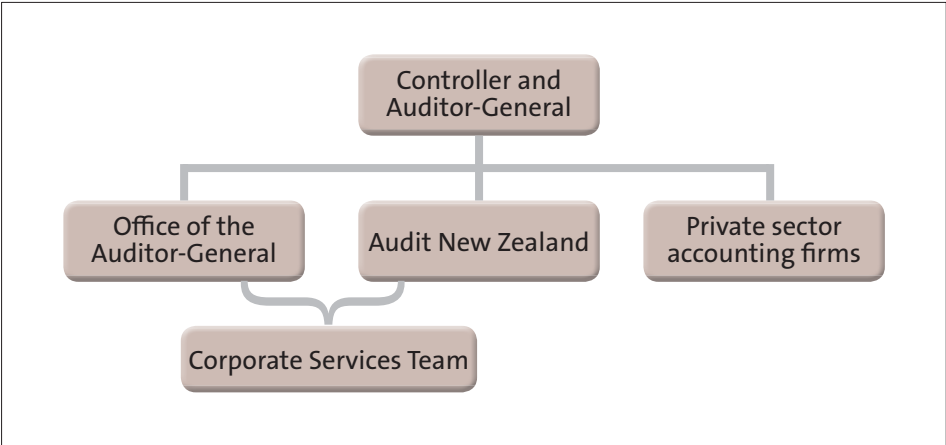 Controller and
Auditor-General
Office of the
Auditor-General
Audit New Zealand
Private sector
accounting firms
Corporate Services Team